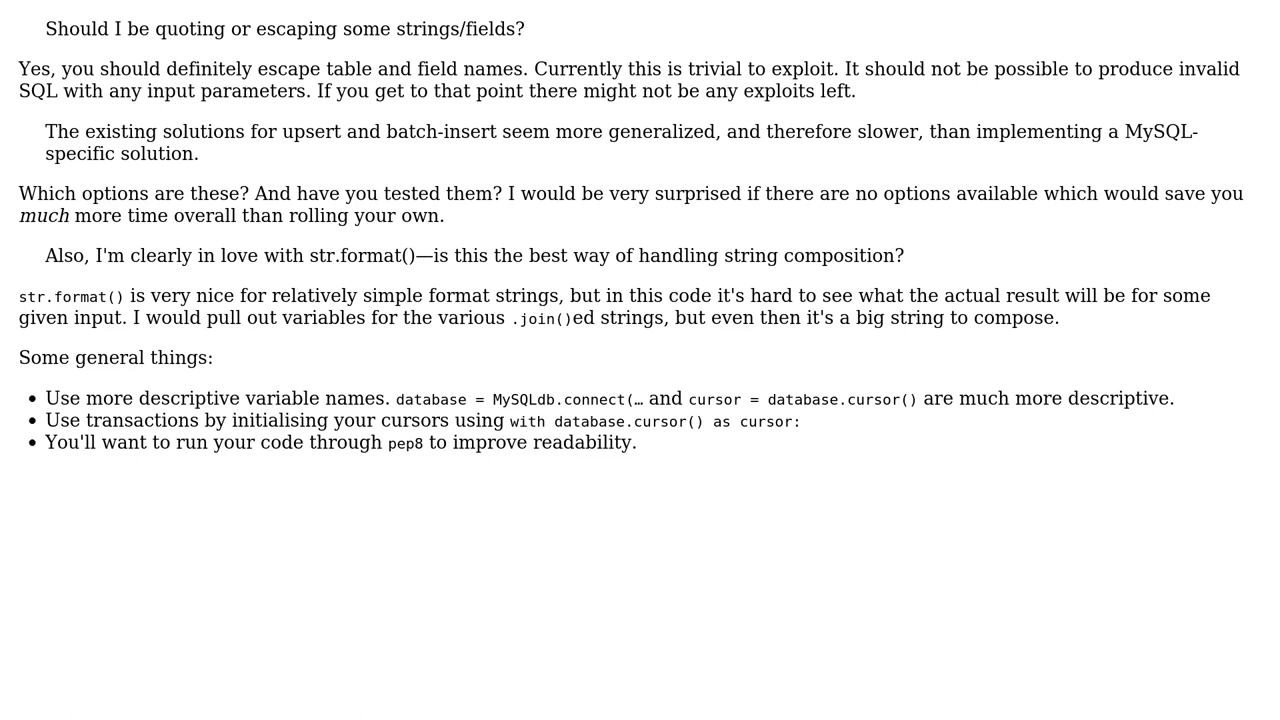 Should I be quoting or escaping some strings/fields?
Yes, you should definitely escape table and field names. Currently this is trivial to exploit. It should not be possible to produce invalid
SQL with any input parameters. If you get to that point there might not be any exploits left.
The existing solutions for upsert and batch-insert seem more generalized, and therefore slower, than implementing a MySQL-
specific solution.
Which options are these? And have you tested them? I would be very surprised if there are no options available which would save you
much more time overall than rolling your own.
Also, I'm clearly in love with str.format()—is this the best way of handling string composition?
str.format() is very nice for relatively simple format strings, but in this code it's hard to see what the actual result will be for some
given input. I would pull out variables for the various .join()ed strings, but even then it's a big string to compose.
Some general things:
• Use more descriptive variable names. database = MySQLdb.connect(… and cursor = database.cursor() are much more descriptive.
• Use transactions by initialising your cursors using with database.cursor() as cursor:
• You'll want to run your code through pep8 to improve readability.